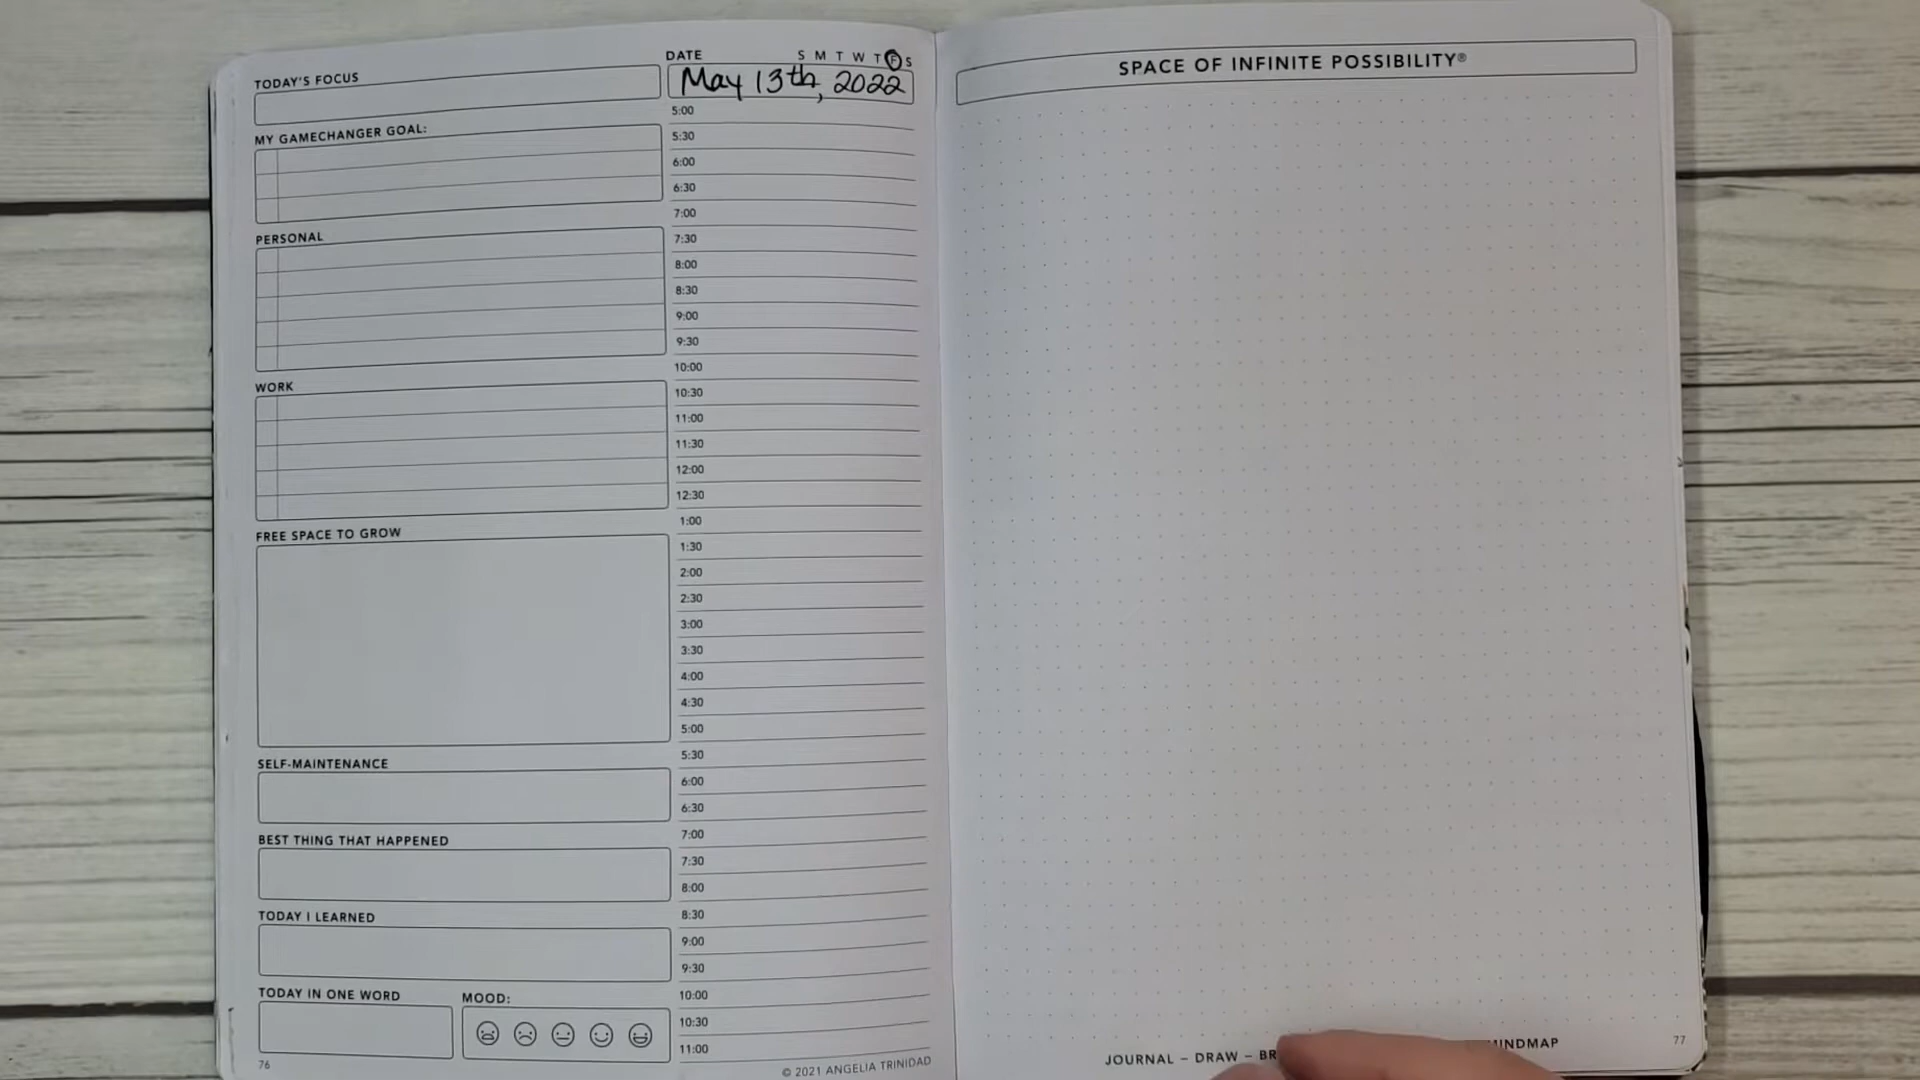 TODAY'S FOCUS
MY GAMECHANGER GOAL:
PERSONAL
WORK
FREE SPACE TO GROW
SELF-MAINTENANCE
BEST THING THAT HAPPENED
TODAY I LEARNED
TODAY IN ONE WORD
MOOD:
76
DATE
S M T W T F S
May 13th, 2022
5:00
5:30
6:00
6:30
7:00
7:30
8:00
8:30
9:00
9:30
10:00
10:30
11:00
11:30
12:00
12:30
1:00
1:30
2:00
2:30
3:00
3:30
4:00
4:30
5:00
5:30
6:00
6:30
7:00
7:30
8:00
8:30
9:00
9:30
10:00
10:30
11:00
© 2021 ANGELIA TRINIDAD
SPACE OF INFINITE POSSIBILITY®
JOURNAL – DRAW – MINDMAP
77